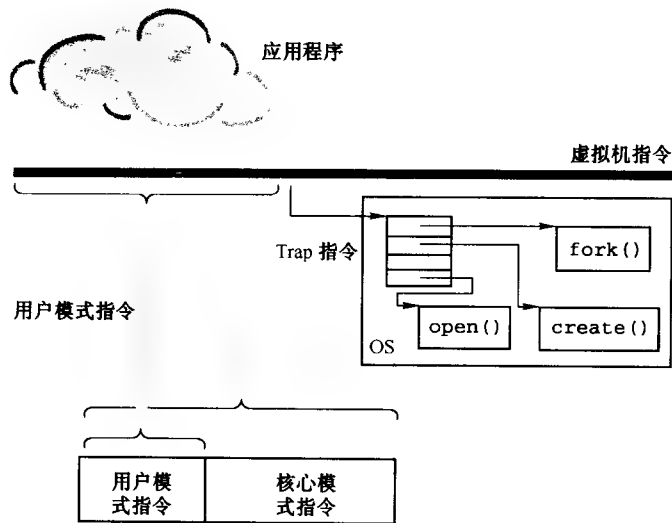 应用程序
虚拟机指令
Trap 指令
fork()
用户模式指令
open()
create()
OS
用户模
式指令
核心模
式指令